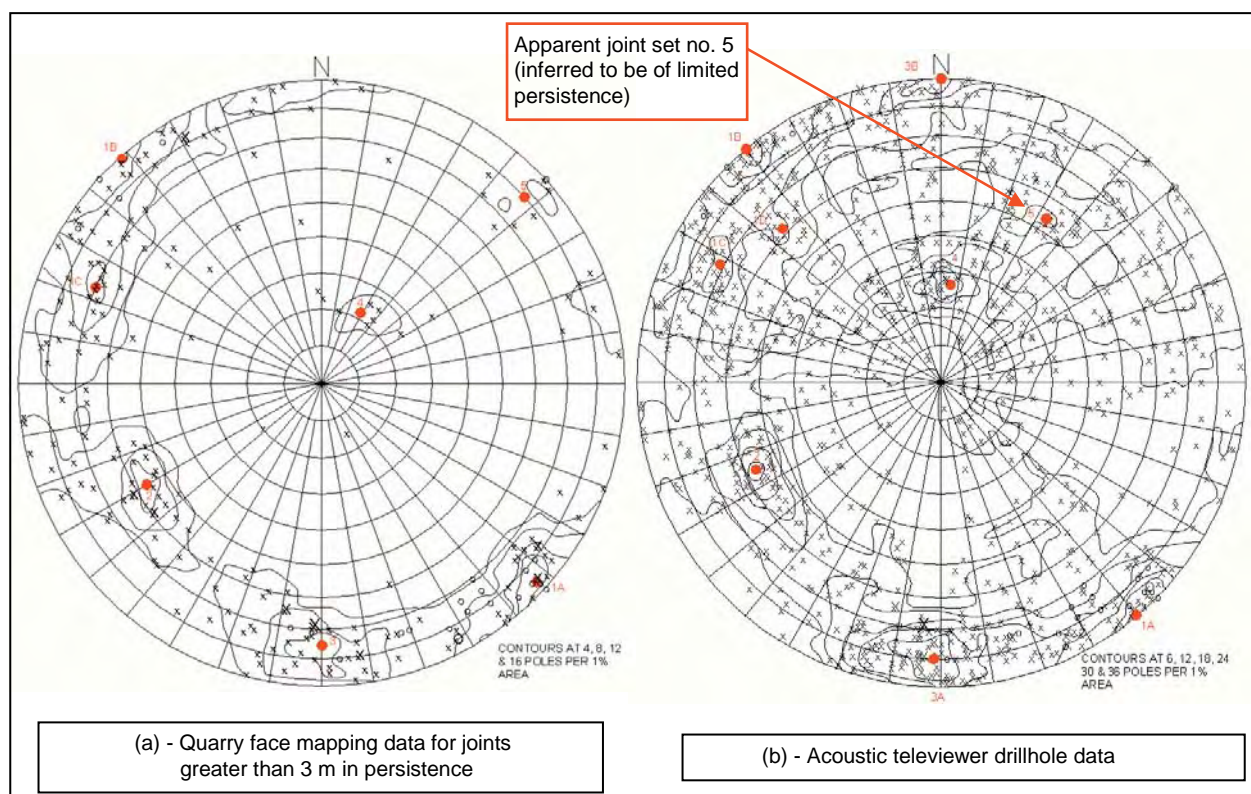 Apparent joint set no. 5
(inferred to be of limited
persistence)
N
1B
5
1C
4
2
1A
3
CONTOURS AT 4, 8, 12
& 16 POLES PER 1%
AREA
3B
N
1B
1D
5
1C
4
2
1A
3A
CONTOURS AT 6, 12, 18, 24
30 & 36 POLES PER 1%
AREA
(a) - Quarry face mapping data for joints
greater than 3 m in persistence
(b) - Acoustic televiewer drillhole data